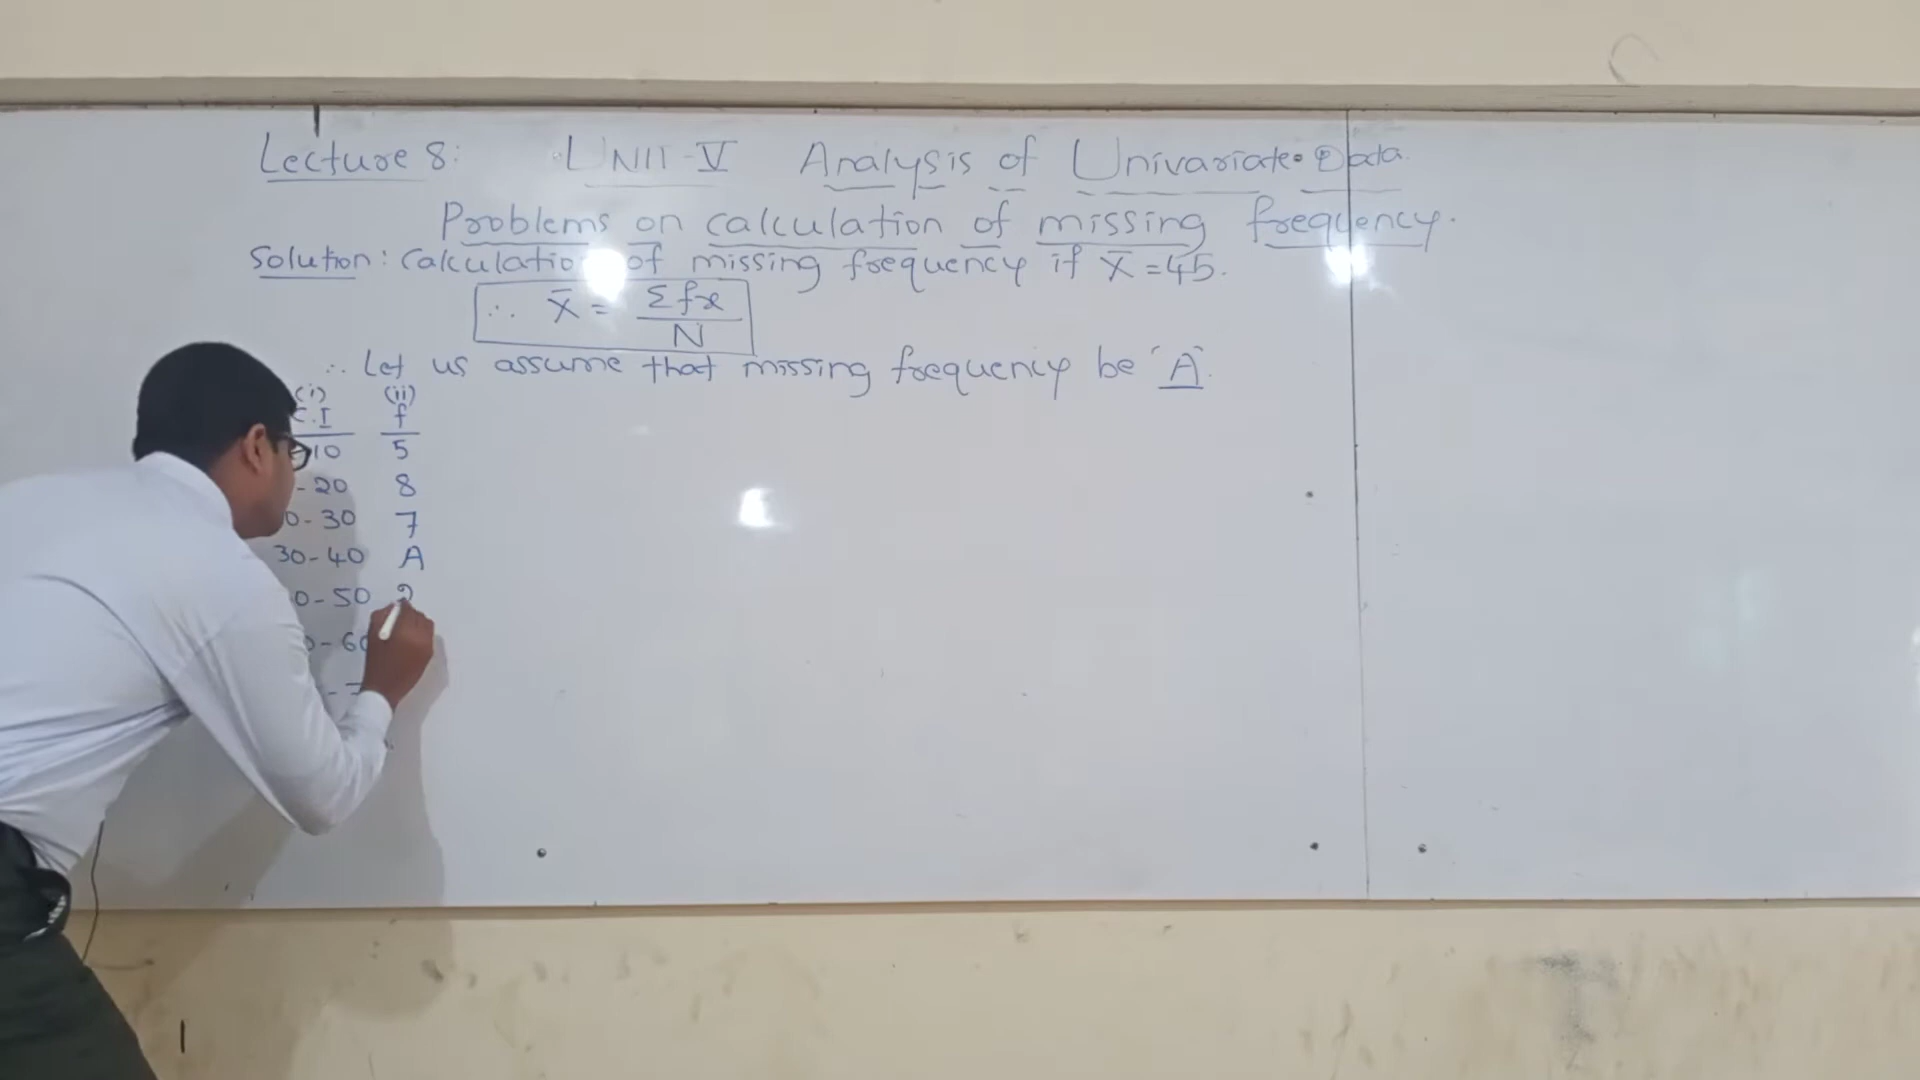 Lecture 8: UNIT-V Analysis of Univariate Data.
Problems on calculation of missing frequency.
Solution: Calculation of missing frequency if X̄ = 45.
∴ X̄ = Σfx / N
∴ Let us assume that missing frequency be 'A'.
(i) (ii)
C.I f
10 5
- 20 8
0 - 30 7
30 - 40 A
0 - 50
0 - 60